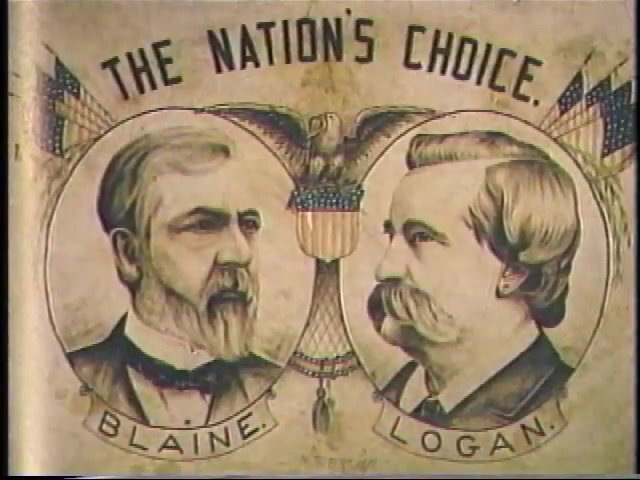 THE NATION'S CHOICE.
BLAINE.
LOGAN.